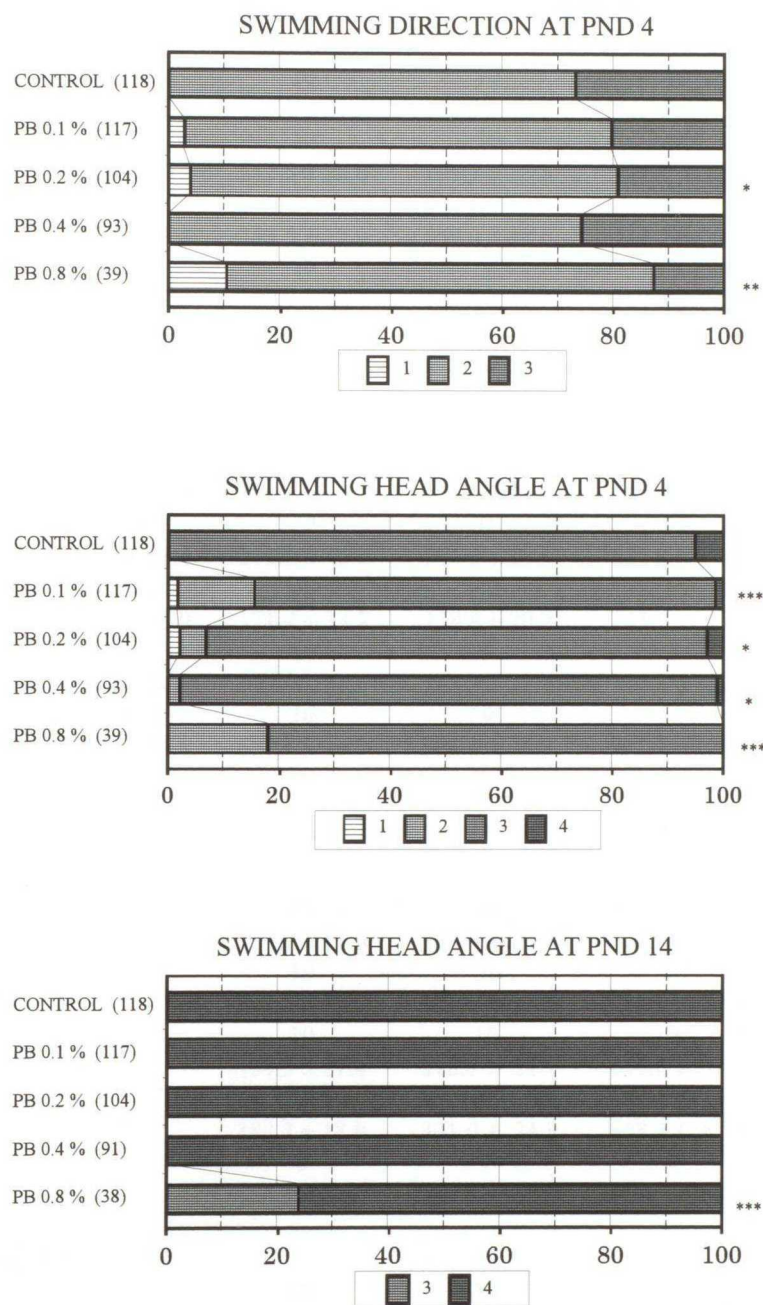 SWIMMING DIRECTION AT PND 4
CONTROL (118)
PB 0.1 % (117)
PB 0.2 % (104) *
PB 0.4 % (93)
PB 0.8 % (39) **
0 20 40 60 80 100
1 2 3
SWIMMING HEAD ANGLE AT PND 4
CONTROL (118)
PB 0.1 % (117) ***
PB 0.2 % (104) *
PB 0.4 % (93) *
PB 0.8 % (39) ***
0 20 40 60 80 100
1 2 3 4
SWIMMING HEAD ANGLE AT PND 14
CONTROL (118)
PB 0.1 % (117)
PB 0.2 % (104)
PB 0.4 % (91)
PB 0.8 % (38) ***
0 20 40 60 80 100
3 4